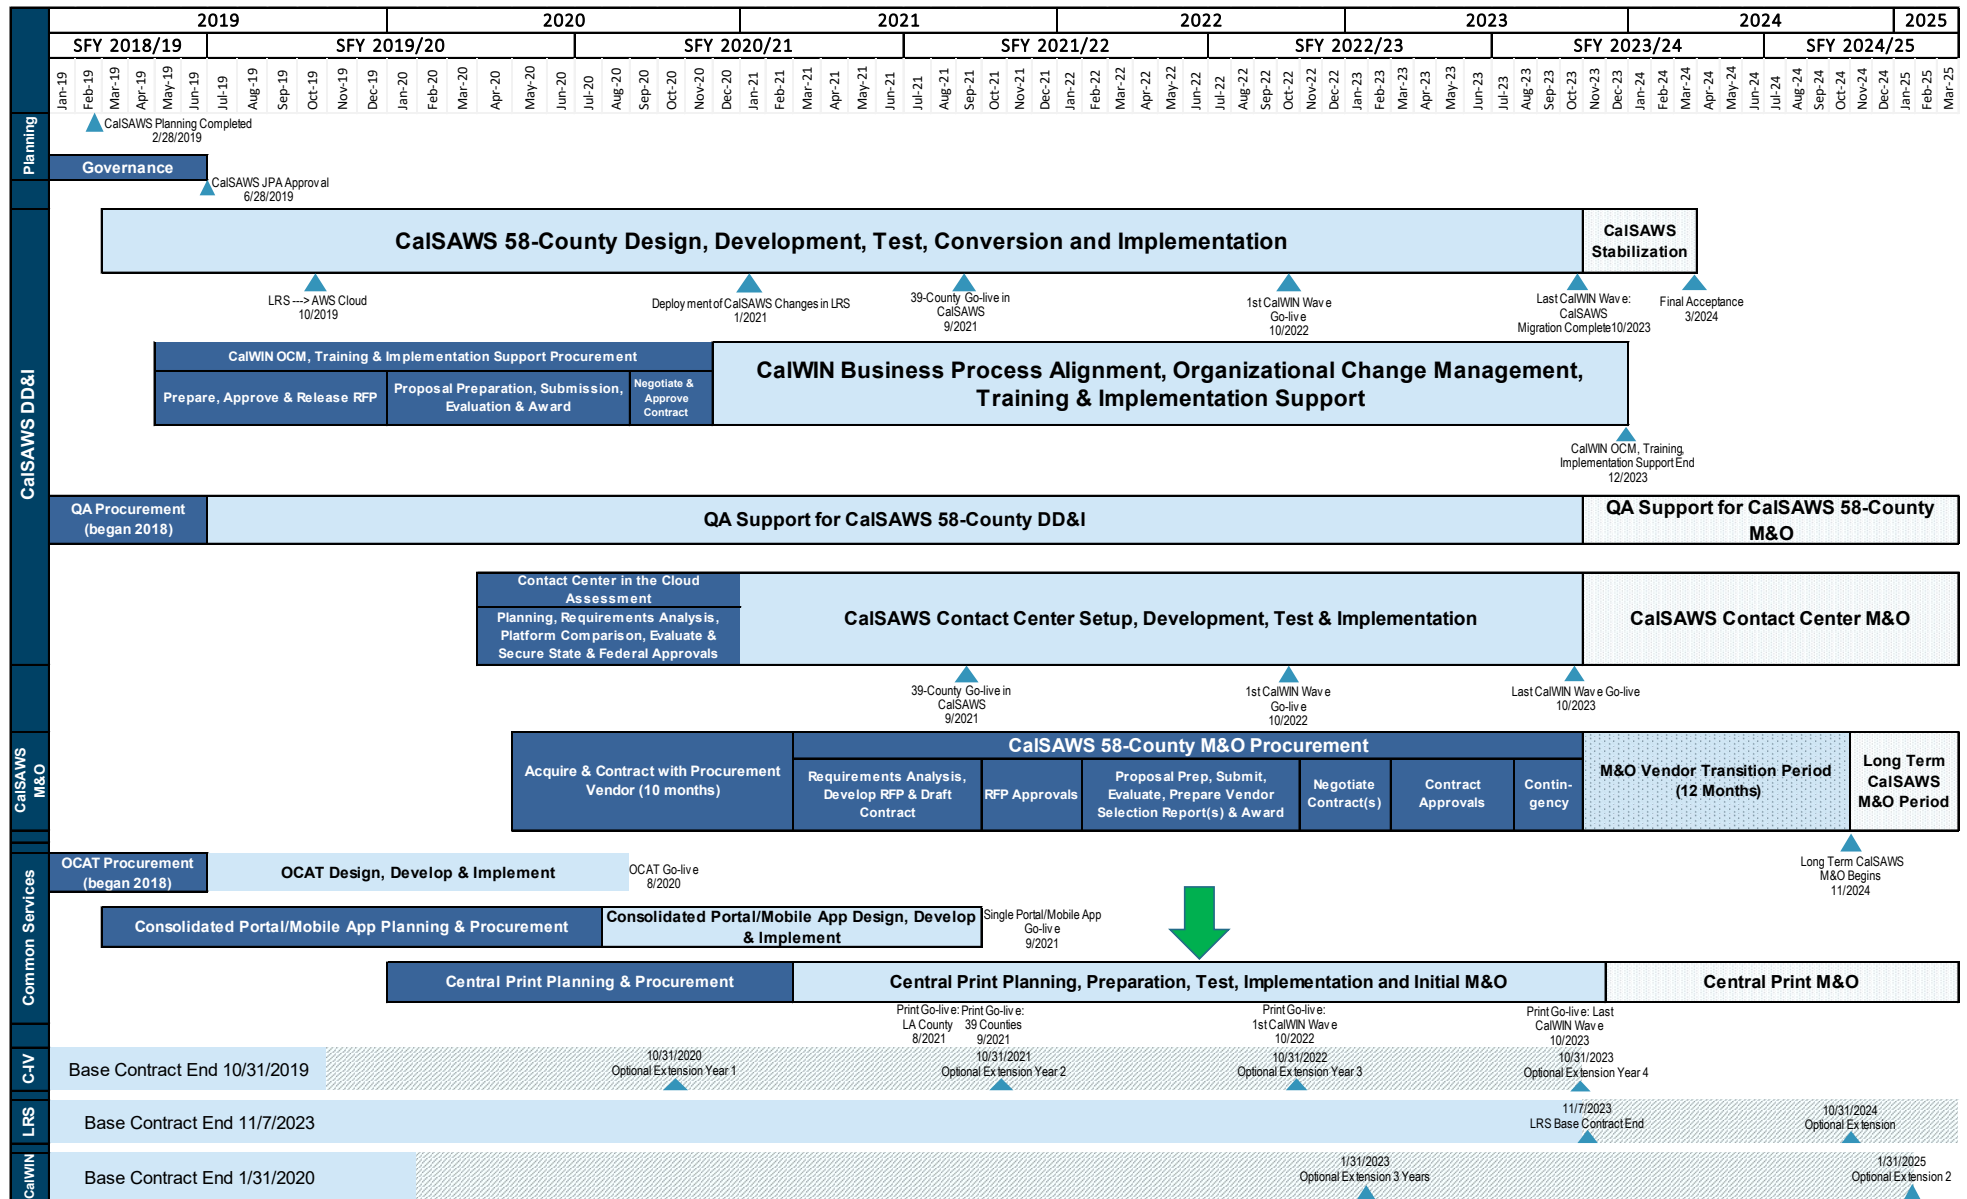 2019 2020 2021 2022 2023 2024 2025
SFY 2018/19 SFY 2019/20 SFY 2020/21 SFY 2021/22 SFY 2022/23 SFY 2023/24 SFY 2024/25
Jan-19 Feb-19 Mar-19 Apr-19 May-19 Jun-19 Jul-19 Aug-19 Sep-19 Oct-19 Nov-19 Dec-19 Jan-20 Feb-20 Mar-20 Apr-20 May-20 Jun-20 Jul-20 Aug-20 Sep-20 Oct-20 Nov-20 Dec-20 Jan-21 Feb-21 Mar-21 Apr-21 May-21 Jun-21 Jul-21 Aug-21 Sep-21 Oct-21 Nov-21 Dec-21 Jan-22 Feb-22 Mar-22 Apr-22 May-22 Jun-22 Jul-22 Aug-22 Sep-22 Oct-22 Nov-22 Dec-22 Jan-23 Feb-23 Mar-23 Apr-23 May-23 Jun-23 Jul-23 Aug-23 Sep-23 Oct-23 Nov-23 Dec-23 Jan-24 Feb-24 Mar-24 Apr-24 May-24 Jun-24 Jul-24 Aug-24 Sep-24 Oct-24 Nov-24 Dec-24 Jan-25 Feb-25 Mar-25
Planning
CalSAWS Planning Completed
2/28/2019
Governance
CalSAWS JPA Approval
6/28/2019
CalSAWS DD&I
CalSAWS 58-County Design, Development, Test, Conversion and Implementation
CalSAWS
Stabilization
LRS ---> AWS Cloud
10/2019
Deployment of CalSAWS Changes in LRS
1/2021
39-County Go-live in
CalSAWS
9/2021
1st CalWIN Wave
Go-live
10/2022
Last CalWIN Wave:
CalSAWS
Migration Complete10/2023
Final Acceptance
3/2024
CalWIN OCM, Training & Implementation Support Procurement
Prepare, Approve & Release RFP
Proposal Preparation, Submission,
Evaluation & Award
Negotiate &
Approve
Contract
CalWIN Business Process Alignment, Organizational Change Management,
Training & Implementation Support
CalWIN OCM, Training,
Implementation Support End
12/2023
QA Procurement
(began 2018)
QA Support for CalSAWS 58-County DD&I
QA Support for CalSAWS 58-County
M&O
Contact Center in the Cloud
Assessment
Planning, Requirements Analysis,
Platform Comparison, Evaluate &
Secure State & Federal Approvals
CalSAWS Contact Center Setup, Development, Test & Implementation
CalSAWS Contact Center M&O
39-County Go-live in
CalSAWS
9/2021
1st CalWIN Wave
Go-live
10/2022
Last CalWIN Wave Go-live
10/2023
CalSAWS
M&O
Acquire & Contract with Procurement
Vendor (10 months)
CalSAWS 58-County M&O Procurement
Requirements Analysis,
Develop RFP & Draft
Contract
RFP Approvals
Proposal Prep, Submit,
Evaluate, Prepare Vendor
Selection Report(s) & Award
Negotiate
Contract(s)
Contract
Approvals
Contin-
gency
M&O Vendor Transition Period
(12 Months)
Long Term
CalSAWS
M&O Period
Long Term CalSAWS
M&O Begins
11/2024
Common Services
OCAT Procurement
(began 2018)
OCAT Design, Develop & Implement
OCAT Go-live
8/2020
Consolidated Portal/Mobile App Planning & Procurement
Consolidated Portal/Mobile App Design, Develop
& Implement
Single Portal/Mobile App
Go-live
9/2021
Central Print Planning & Procurement
Central Print Planning, Preparation, Test, Implementation and Initial M&O
Central Print M&O
Print Go-live:
LA County
8/2021
Print Go-live:
39 Counties
9/2021
Print Go-live:
1st CalWIN Wave
10/2022
Print Go-live: Last
CalWIN Wave
10/2023
C-IV
Base Contract End 10/31/2019
10/31/2020
Optional Extension Year 1
10/31/2021
Optional Extension Year 2
10/31/2022
Optional Extension Year 3
10/31/2023
Optional Extension Year 4
LRS
Base Contract End 11/7/2023
11/7/2023
LRS Base Contract End
10/31/2024
Optional Extension
CalWIN
Base Contract End 1/31/2020
1/31/2023
Optional Extension 3 Years
1/31/2025
Optional Extension 2